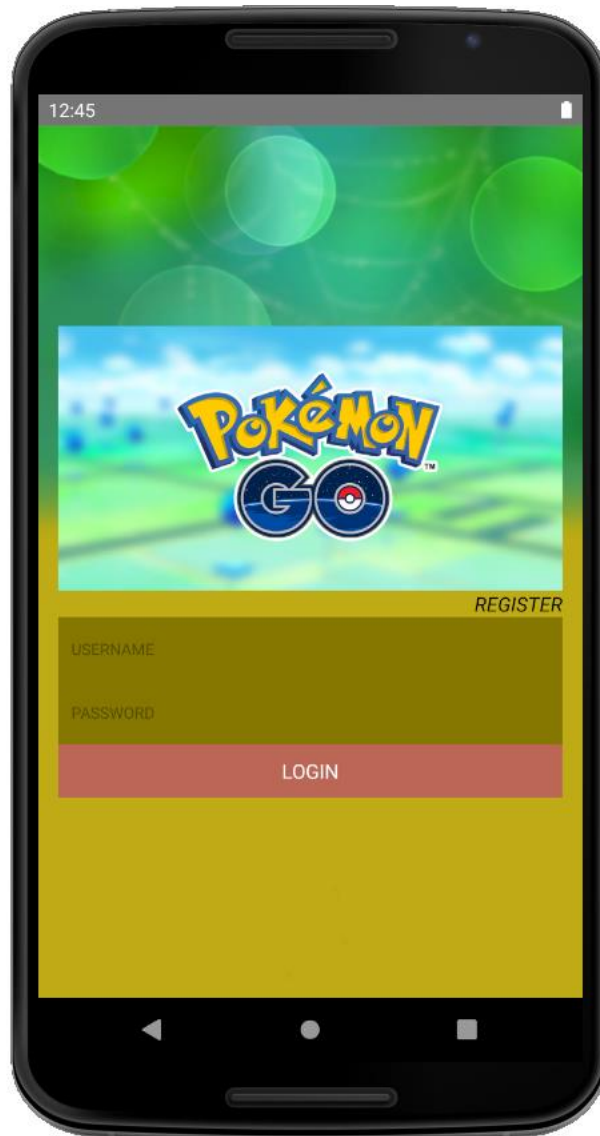 12:45
POKéMON
GO
™
REGISTER
USERNAME
PASSWORD
LOGIN